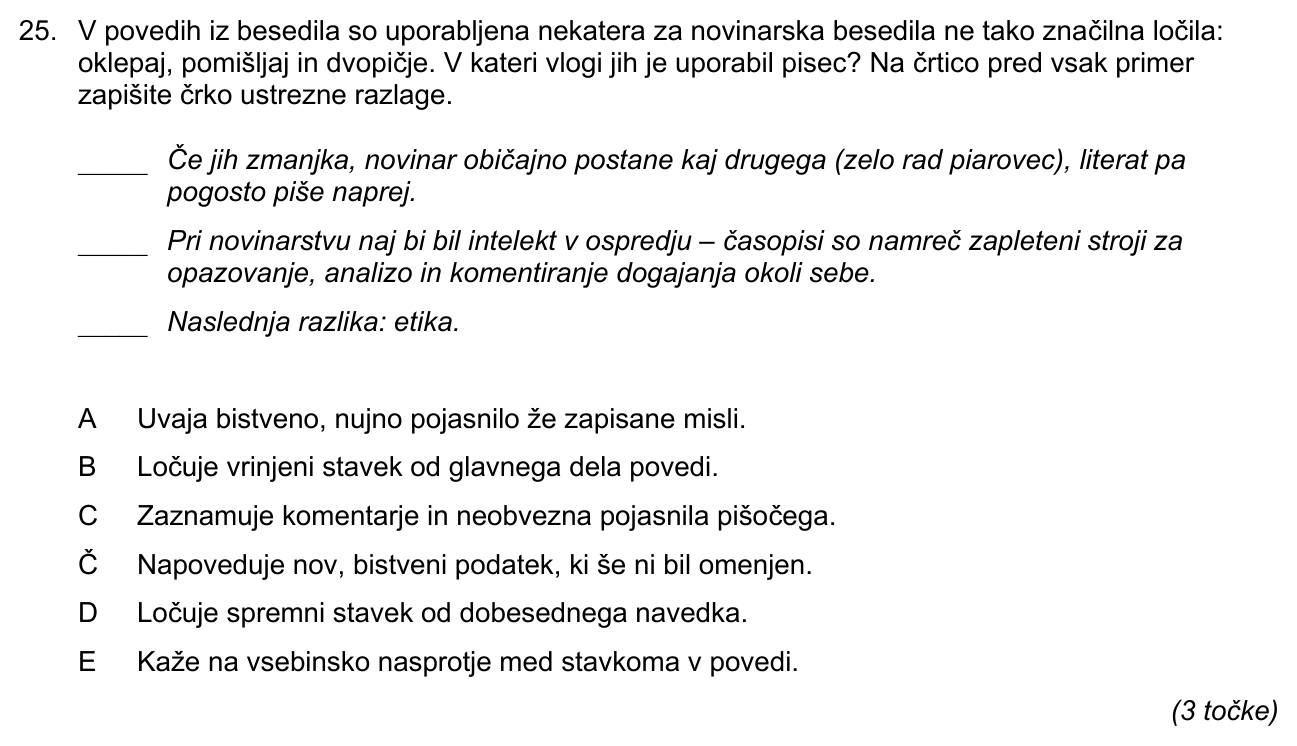 25. V povedih iz besedila so uporabljena nekatera za novinarska besedila ne tako značilna ločila:
oklepaj, pomišljaj in dvopičje. V kateri vlogi jih je uporabil pisec? Na črtico pred vsak primer
zapišite črko ustrezne razlage.
_____ Če jih zmanjka, novinar običajno postane kaj drugega (zelo rad piarovec), literat pa
pogosto piše naprej.
_____ Pri novinarstvu naj bi bil intelekt v ospredju – časopisi so namreč zapleteni stroji za
opazovanje, analizo in komentiranje dogajanja okoli sebe.
_____ Naslednja razlika: etika.
A Uvaja bistveno, nujno pojasnilo že zapisane misli.
B Ločuje vrinjeni stavek od glavnega dela povedi.
C Zaznamuje komentarje in neobvezna pojasnila pišočega.
Č Napoveduje nov, bistveni podatek, ki še ni bil omenjen.
D Ločuje spremni stavek od dobesednega navedka.
E Kaže na vsebinsko nasprotje med stavkoma v povedi.
(3 točke)